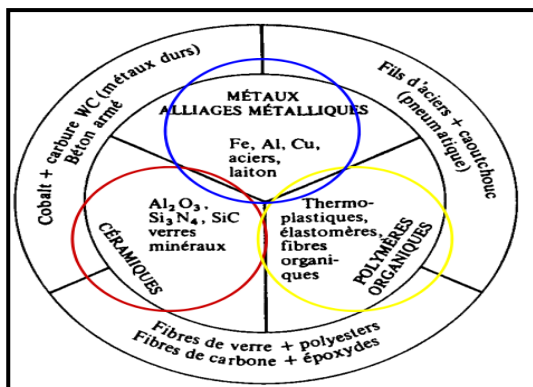 Cobalt + carbure WC (métaux durs)
Béton armé
Fils d'aciers + caoutchouc
(pneumatique)
MÉTAUX
ALLIAGES MÉTALLIQUES
Fe, Al, Cu,
aciers,
laiton
Al₂O₃,
Si₃N₄, SiC
verres
minéraux
CÉRAMIQUES
Thermo-
plastiques,
élastomères,
fibres
organi-
ques
POLYMÈRES
ORGANIQUES
Fibres de verre + polyesters
Fibres de carbone + époxydes